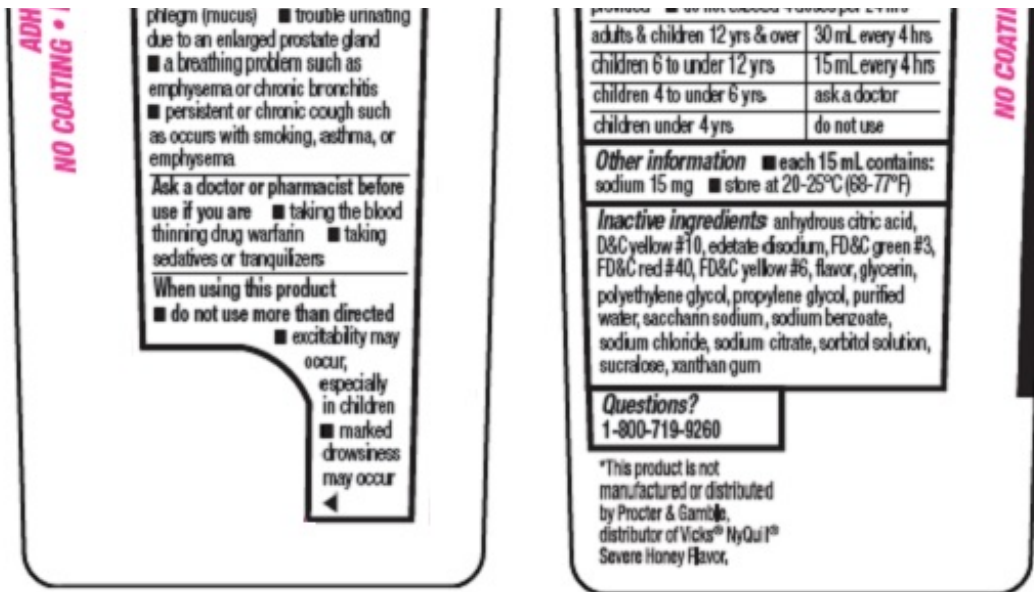 phlegm (mucus) ■ trouble urinating
due to an enlarged prostate gland
■ a breathing problem such as
emphysema or chronic bronchitis
■ persistent or chronic cough such
as occurs with smoking, asthma, or
emphysema
Ask a doctor or pharmacist before
use if you are ■ taking the blood
thinning drug warfarin ■ taking
sedatives or tranquilizers
When using this product
■ do not use more than directed
■ excitability may
occur,
especially
in children
■ marked
drowsiness
may occur
NO COATING •
provided ■ do not exceed 4 doses per 24 hrs
adults & children 12 yrs & over 30 mL every 4 hrs
children 6 to under 12 yrs 15 mL every 4 hrs
children 4 to under 6 yrs ask a doctor
children under 4 yrs do not use
Other information ■ each 15 mL contains:
sodium 15 mg ■ store at 20-25°C (68-77°F)
Inactive ingredients anhydrous citric acid,
D&C yellow #10, edetate disodium, FD&C green #3,
FD&C red #40, FD&C yellow #6, flavor, glycerin,
polyethylene glycol, propylene glycol, purified
water, saccharin sodium, sodium benzoate,
sodium chloride, sodium citrate, sorbitol solution,
sucralose, xanthan gum
Questions?
1-800-719-9260
*This product is not
manufactured or distributed
by Procter & Gamble,
distributor of Vicks® NyQuil®
Severe Honey Flavor.